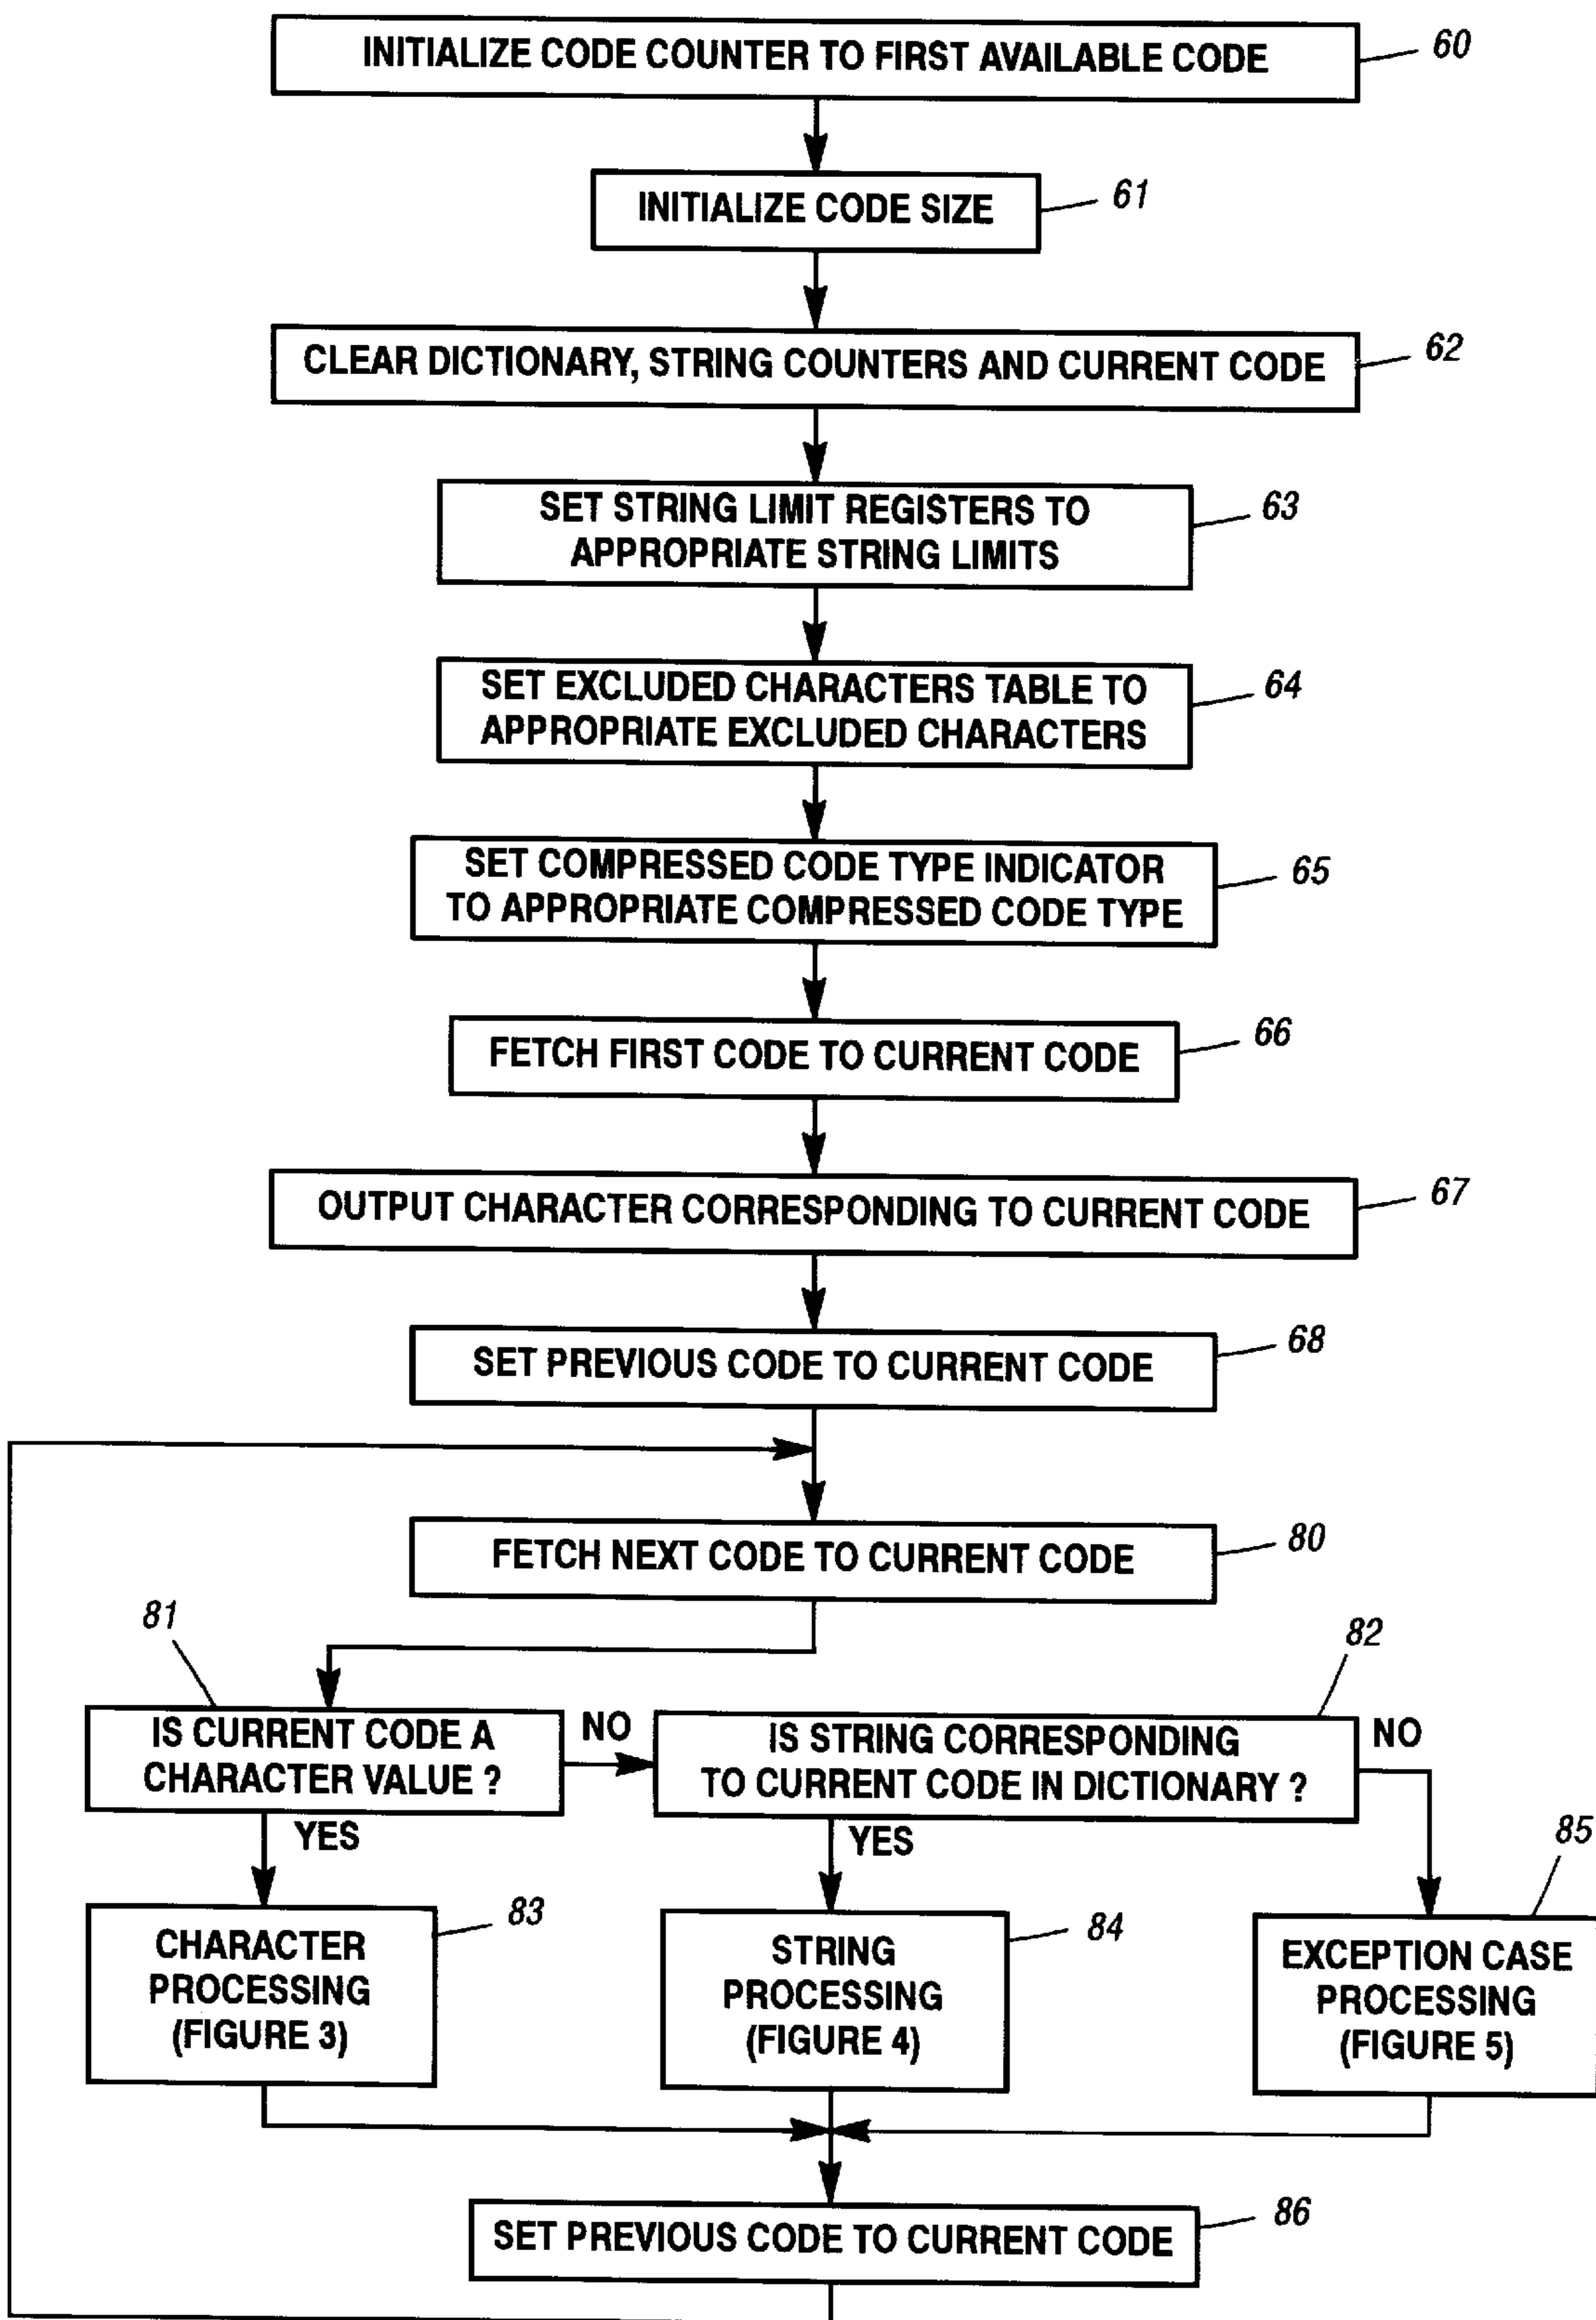 INITIALIZE CODE COUNTER TO FIRST AVAILABLE CODE
60
INITIALIZE CODE SIZE
61
CLEAR DICTIONARY, STRING COUNTERS AND CURRENT CODE
62
SET STRING LIMIT REGISTERS TO
APPROPRIATE STRING LIMITS
63
SET EXCLUDED CHARACTERS TABLE TO
APPROPRIATE EXCLUDED CHARACTERS
64
SET COMPRESSED CODE TYPE INDICATOR
TO APPROPRIATE COMPRESSED CODE TYPE
65
FETCH FIRST CODE TO CURRENT CODE
66
OUTPUT CHARACTER CORRESPONDING TO CURRENT CODE
67
SET PREVIOUS CODE TO CURRENT CODE
68
FETCH NEXT CODE TO CURRENT CODE
80
81
IS CURRENT CODE A
CHARACTER VALUE ?
NO
82
IS STRING CORRESPONDING
TO CURRENT CODE IN DICTIONARY ?
NO
YES
YES
83
CHARACTER
PROCESSING
(FIGURE 3)
84
STRING
PROCESSING
(FIGURE 4)
85
EXCEPTION CASE
PROCESSING
(FIGURE 5)
SET PREVIOUS CODE TO CURRENT CODE
86